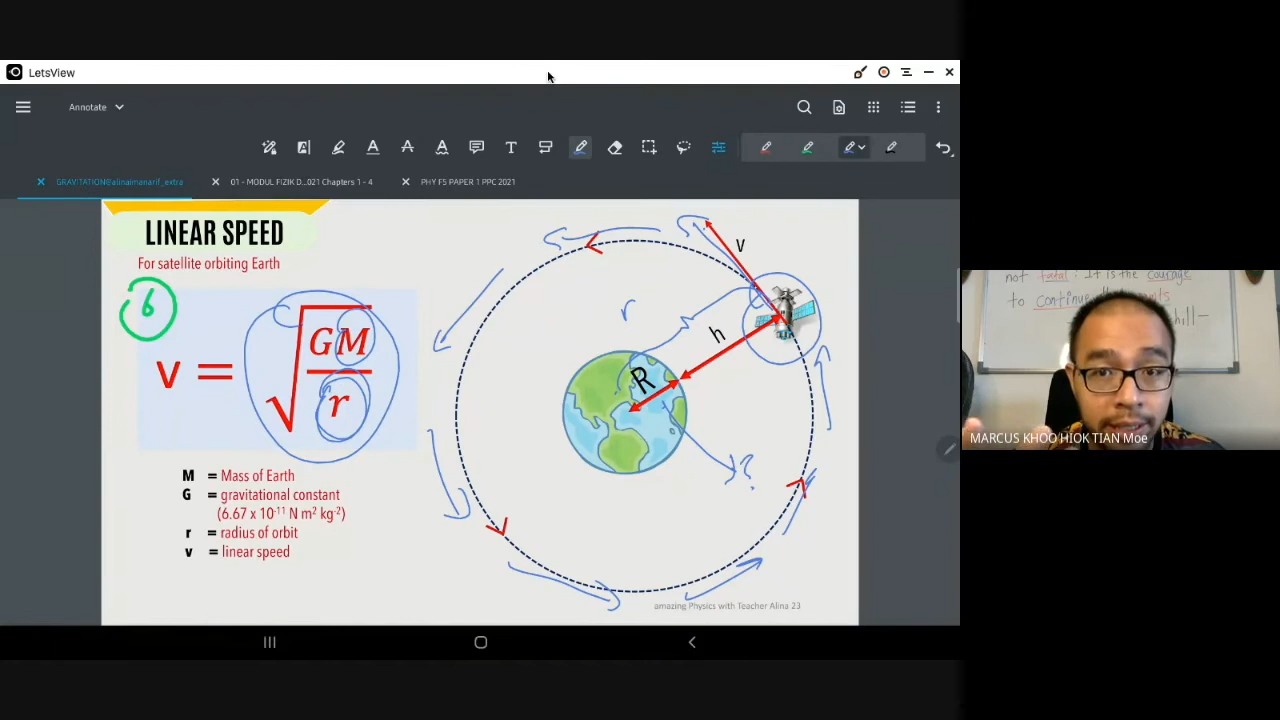 LetsView
Annotate
GRAVITATION@alinaimanarif_extra
01 - MODUL FIZIK D...021 Chapters 1 - 4
PHY F5 PAPER 1 PPC 2021
LINEAR SPEED
For satellite orbiting Earth
6
v = √GM/r
M = Mass of Earth
G = gravitational constant
(6.67 x 10⁻¹¹ N m² kg⁻²)
r = radius of orbit
v = linear speed
v
r
h
R
?
amazing Physics with Teacher Alina 23
not fatal: It is the courage
to continue
MARCUS KHOO HIOK TIAN Moe